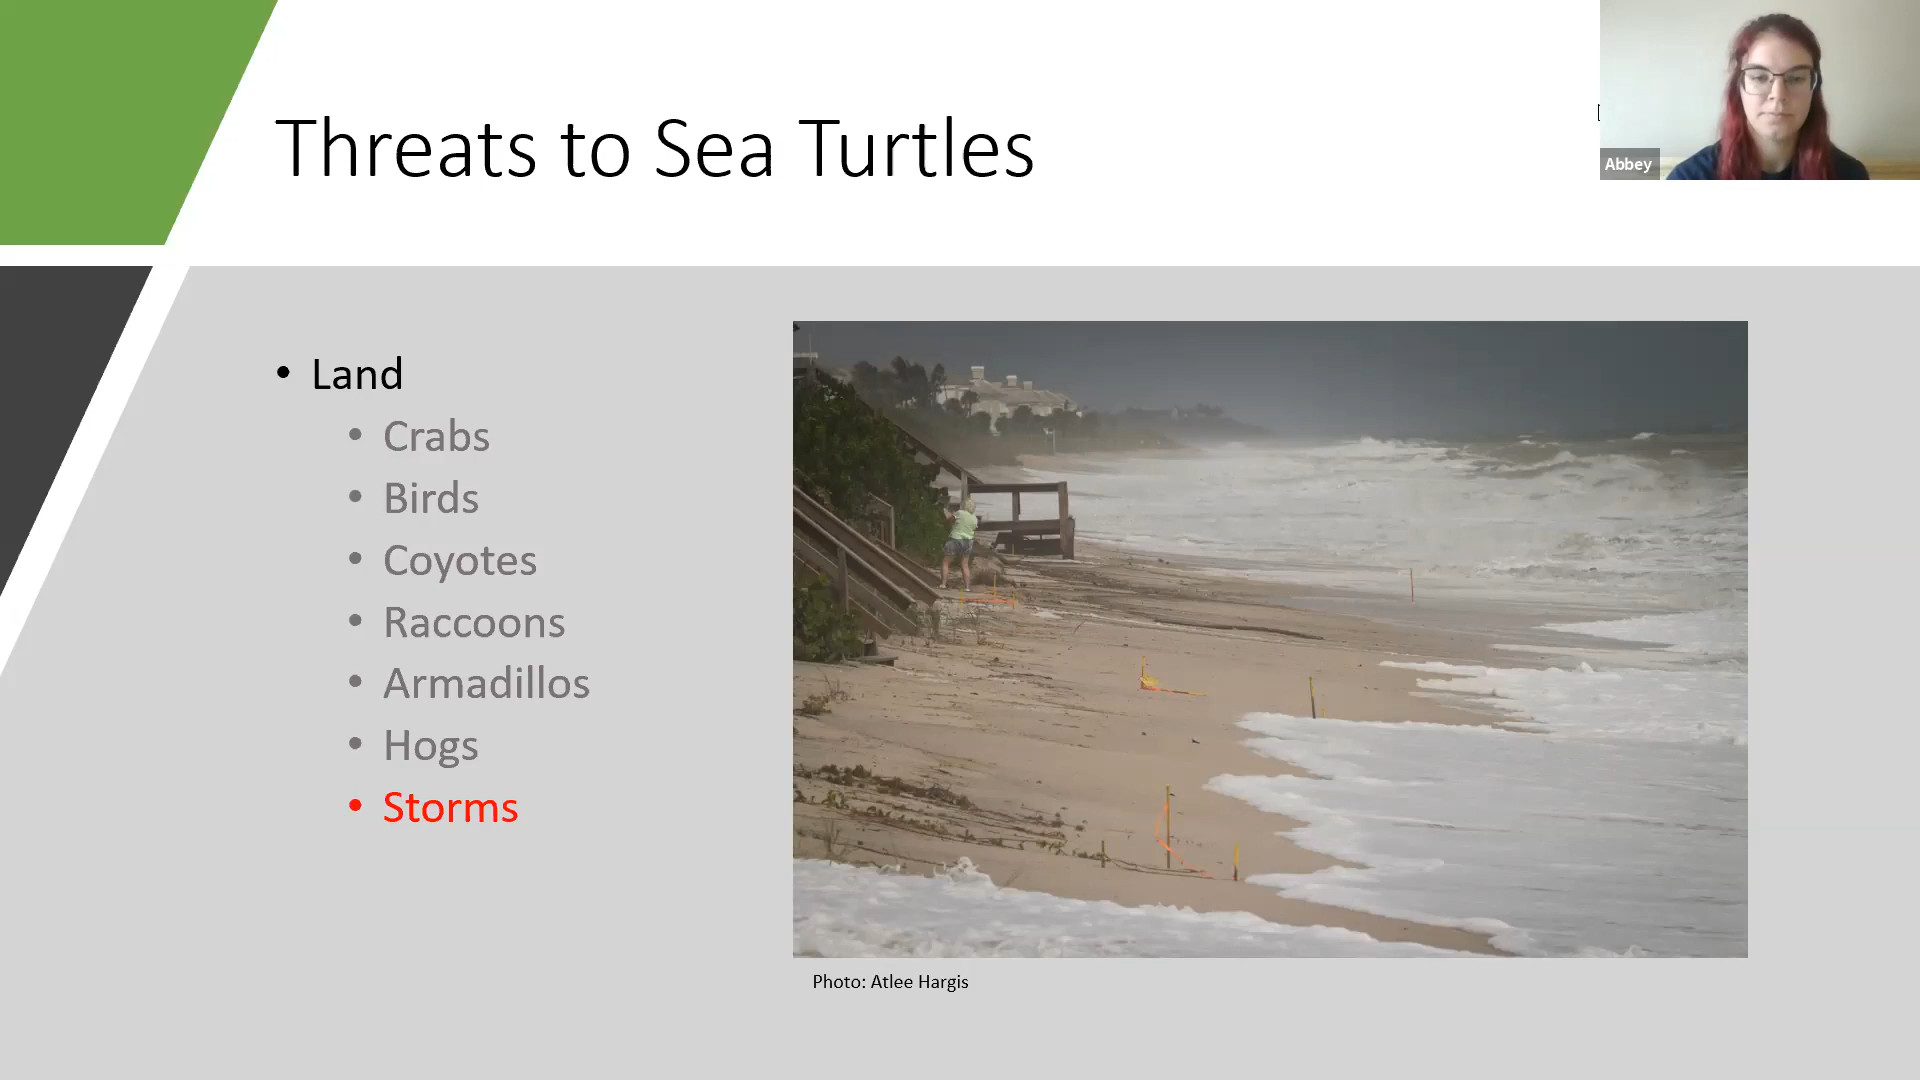 Threats to Sea Turtles
Abbey
• Land
• Crabs
• Birds
• Coyotes
• Raccoons
• Armadillos
• Hogs
• Storms
Photo: Atlee Hargis